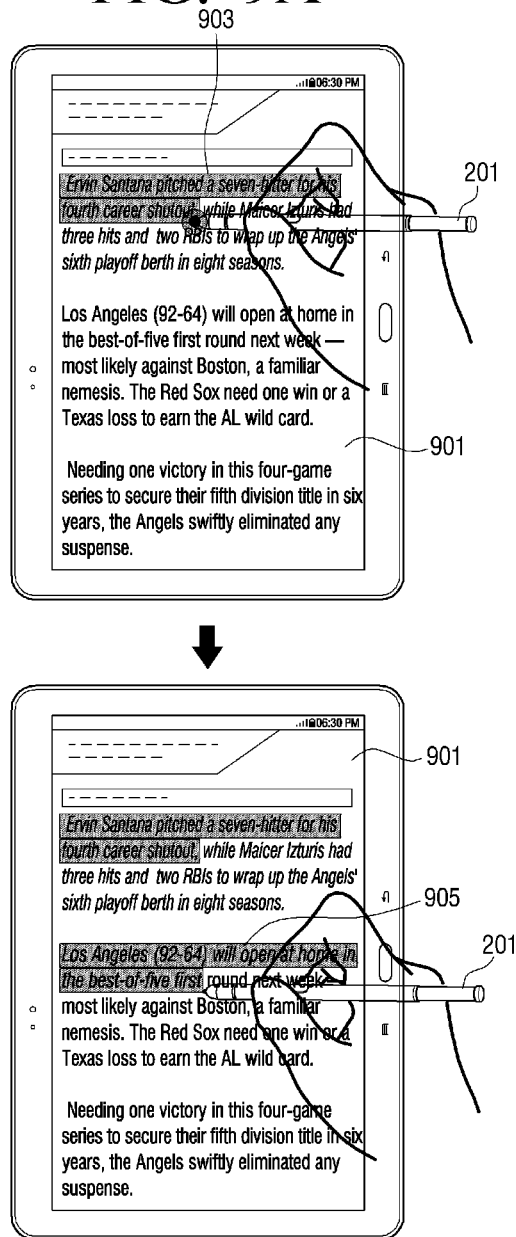 FIG. 9A
903
06:30 PM
Ervin Santana pitched a seven-hitter for his
fourth career shutout, while Maicer Izturis had
three hits and two RBIs to wrap up the Angels'
sixth playoff berth in eight seasons.
201
Los Angeles (92-64) will open at home in
the best-of-five first round next week —
most likely against Boston, a familiar
nemesis. The Red Sox need one win or a
Texas loss to earn the AL wild card.
901
Needing one victory in this four-game
series to secure their fifth division title in six
years, the Angels swiftly eliminated any
suspense.
06:30 PM
901
Ervin Santana pitched a seven-hitter for his
fourth career shutout, while Maicer Izturis had
three hits and two RBIs to wrap up the Angels'
sixth playoff berth in eight seasons.
905
Los Angeles (92-64) will open at home in
the best-of-five first round next week —
201
most likely against Boston, a familiar
nemesis. The Red Sox need one win or a
Texas loss to earn the AL wild card.
Needing one victory in this four-game
series to secure their fifth division title in six
years, the Angels swiftly eliminated any
suspense.